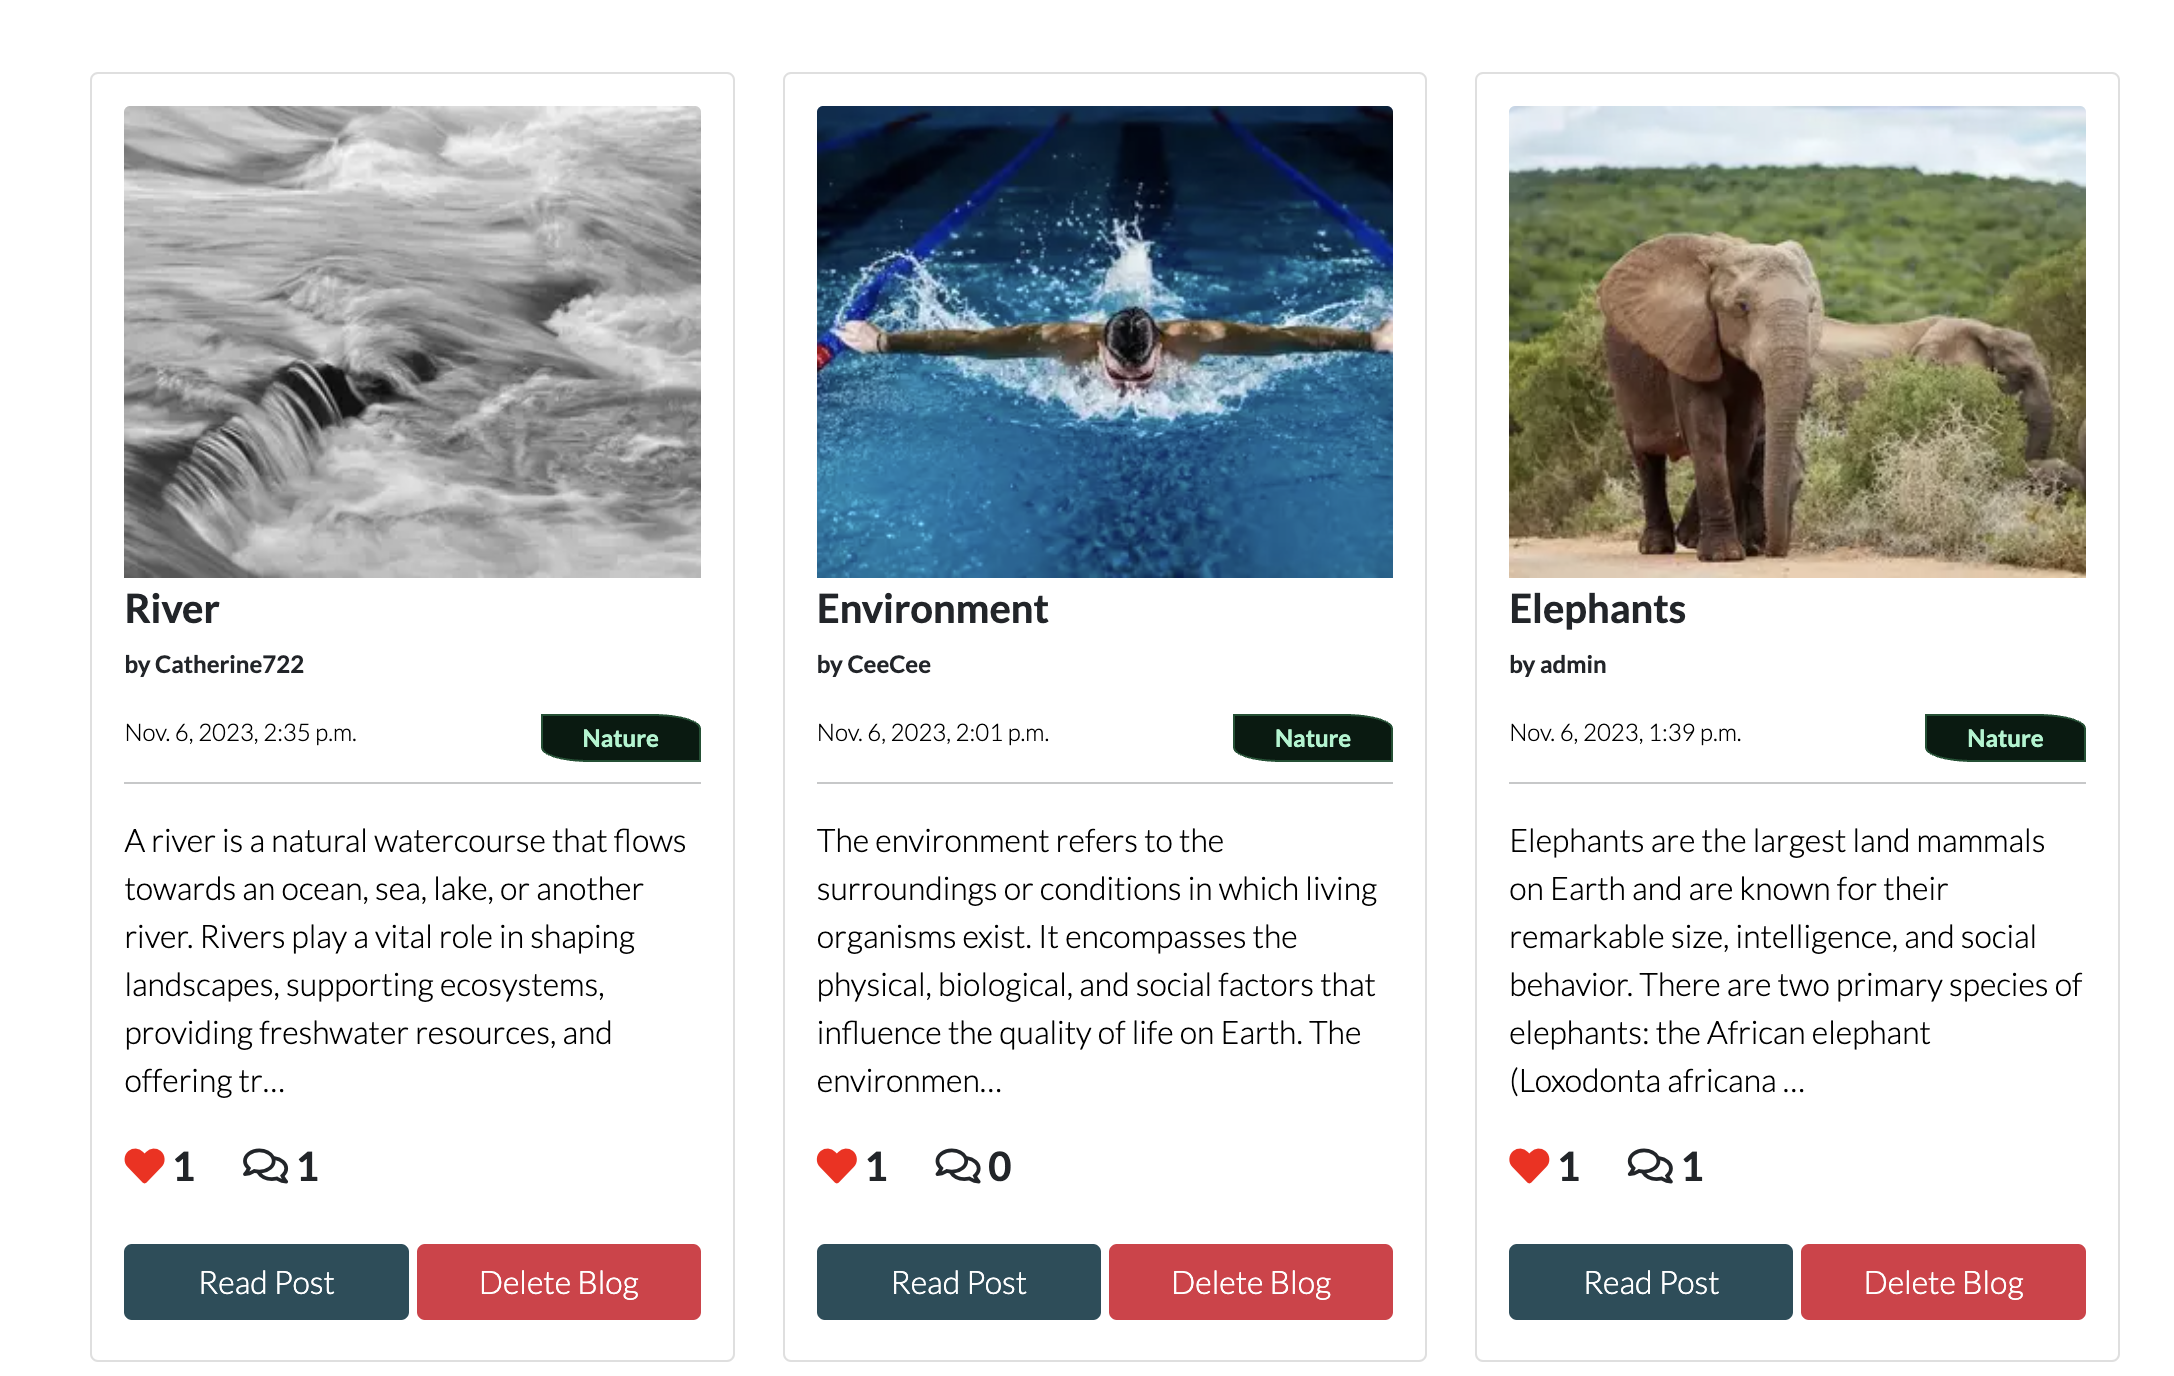 River
by Catherine722
Nov. 6, 2023, 2:35 p.m.
Nature
A river is a natural watercourse that flows
towards an ocean, sea, lake, or another
river. Rivers play a vital role in shaping
landscapes, supporting ecosystems,
providing freshwater resources, and
offering tr...
1
1
Read Post
Delete Blog
Environment
by CeeCee
Nov. 6, 2023, 2:01 p.m.
Nature
The environment refers to the
surroundings or conditions in which living
organisms exist. It encompasses the
physical, biological, and social factors that
influence the quality of life on Earth. The
environmen...
1
0
Read Post
Delete Blog
Elephants
by admin
Nov. 6, 2023, 1:39 p.m.
Nature
Elephants are the largest land mammals
on Earth and are known for their
remarkable size, intelligence, and social
behavior. There are two primary species of
elephants: the African elephant
(Loxodonta africana ...
1
1
Read Post
Delete Blog